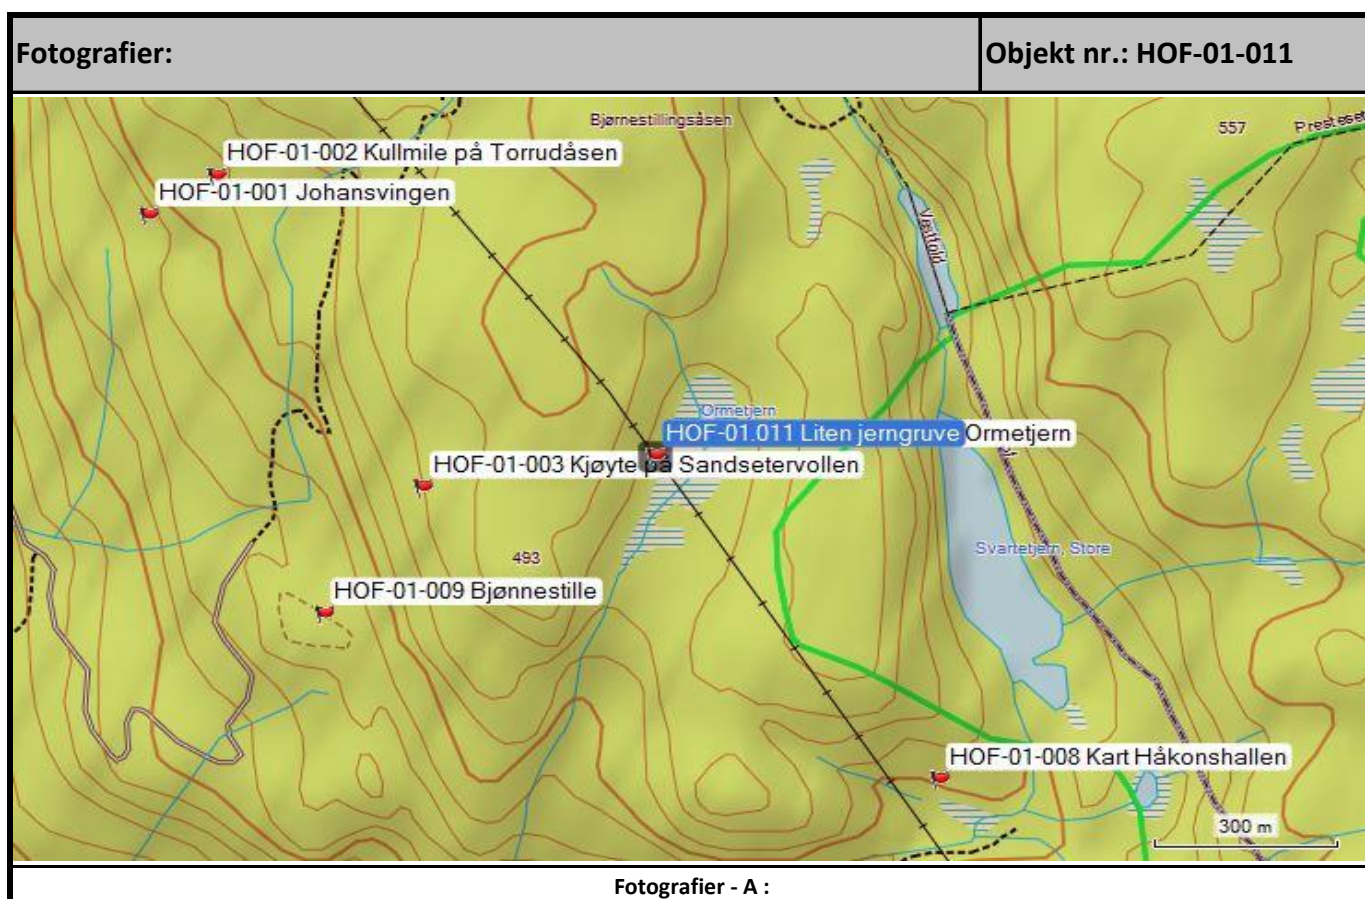 Fotografier:
Objekt nr.: HOF-01-011
Bjørnestillingsåsen
557
Presteset
HOF-01-002 Kullmile på Torrudåsen
HOF-01-001 Johansvingen
Vestfold
Ormetjern
HOF-01.011 Liten jerngruve Ormetjern
HOF-01-003 Kjøyte på Sandsetervollen
493
Svartetjern, Store
HOF-01-009 Bjønnestille
HOF-01-008 Kart Håkonshallen
300 m
Fotografier - A :